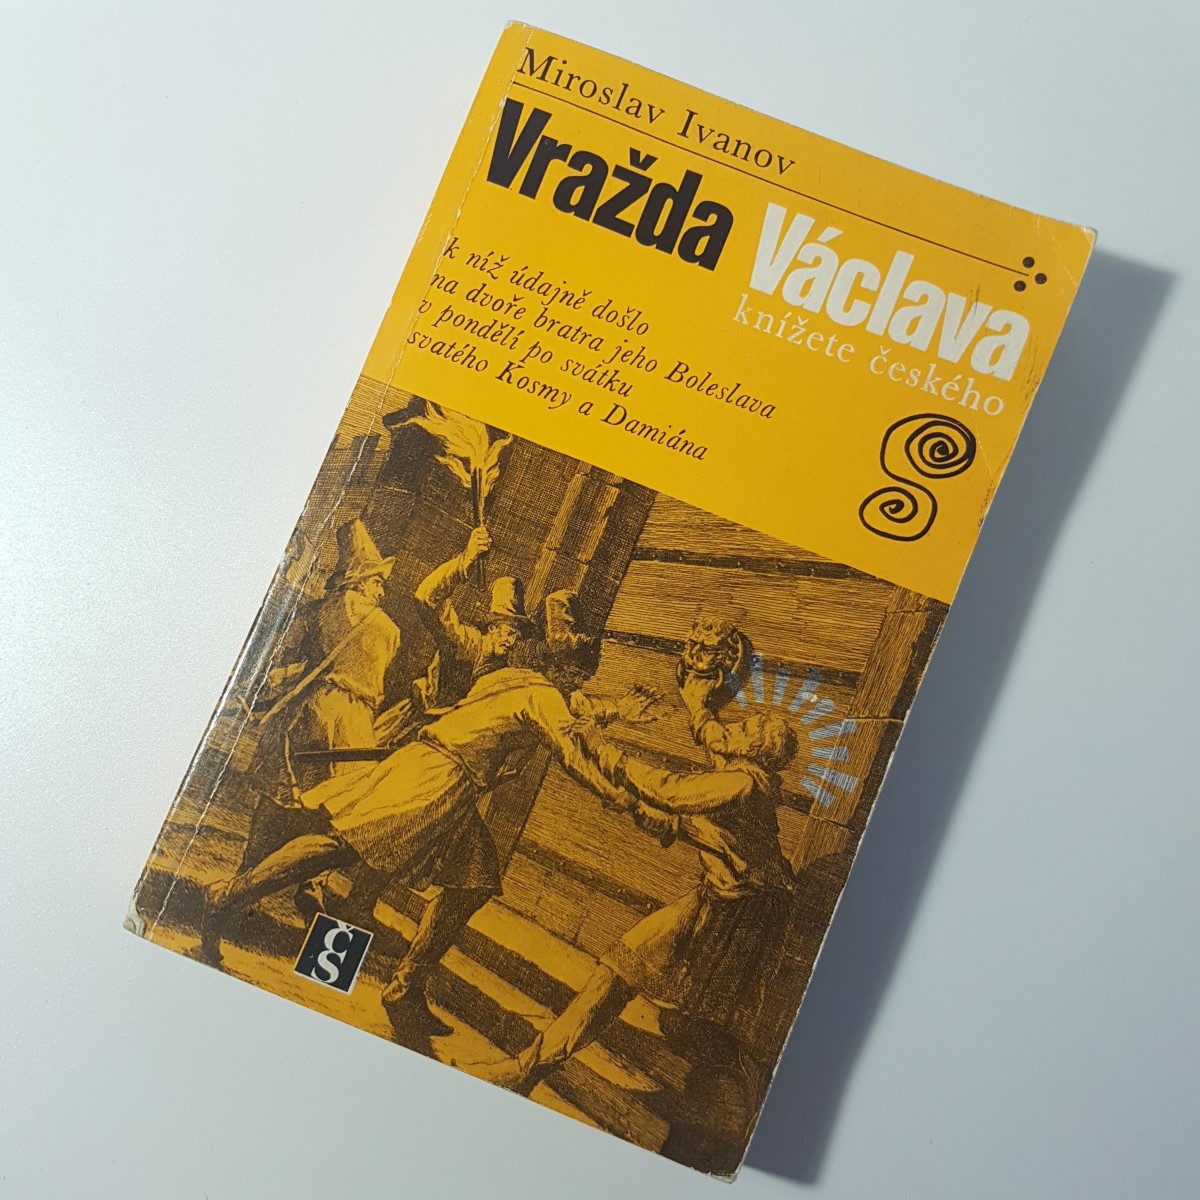 Miroslav Ivanov
Vražda Václava
knížete českého
k níž údajně došlo
na dvoře bratra jeho Boleslava
v pondělí po svátku
svatého Kosmy a Damiána
čs